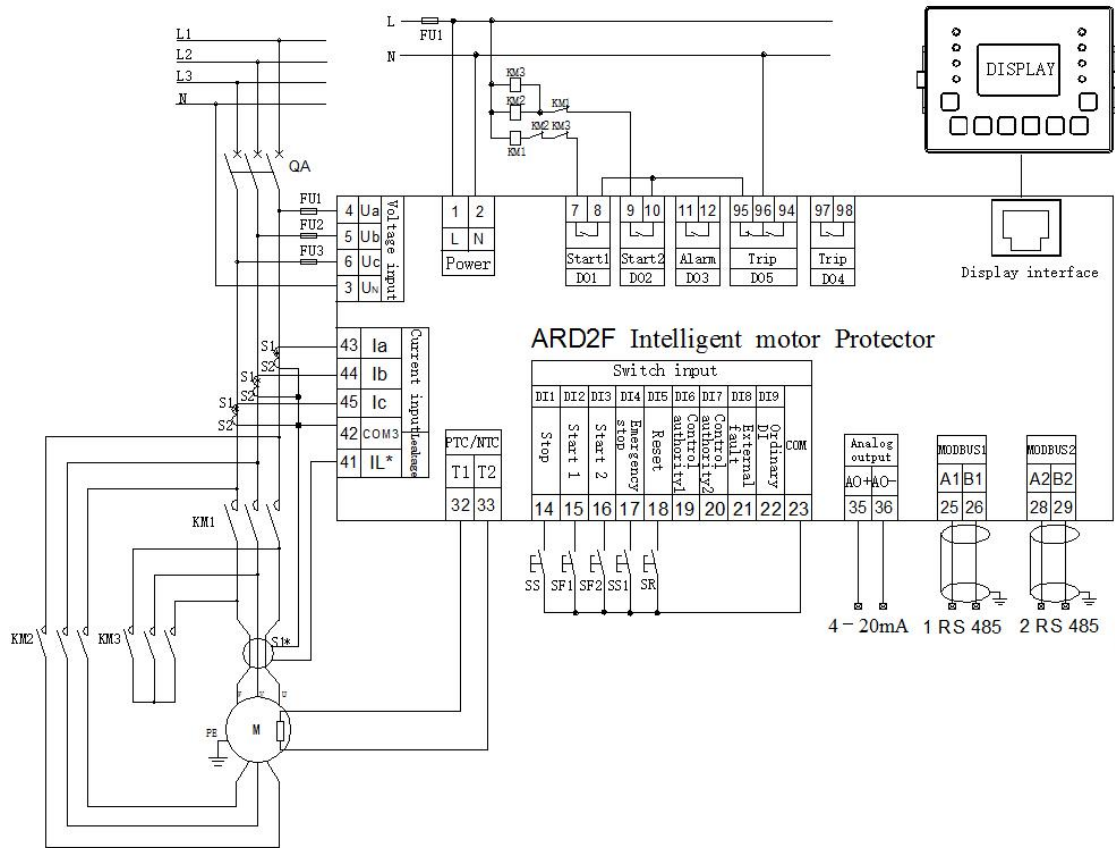 L
FU1
N
L1
L2
L3
N
QA
KM3
KM2
KM1
KM2 KM3
KM1
DISPLAY
FU1
FU2
FU3
4 Ua
5 Ub
6 Uc
3 UN
Voltage input
1 2
L N
Power
7 8
Start1
DO1
9 10
Start2
DO2
11 12
Alarm
DO3
95 96 94
Trip
DO5
97 98
Trip
DO4
Display interface
ARD2F Intelligent motor Protector
S1
S2
S1
S2
S1
S2
43 Ia
44 Ib
45 Ic
42 COM3
41 IL*
Current input
Leakage
PTC/NTC
T1 T2
32 33
Switch input
DI1 DI2 DI3 DI4 DI5 DI6 DI7 DI8 DI9
Stop
Start 1
Start 2
Emergency stop
Reset
Control authority1
Control authority2
External fault
Ordinary DI
COM
14 15 16 17 18 19 20 21 22 23
SS SF1 SF2 SS1 SR
Analog output
AO+ AO-
35 36
4-20mA
MODBUS1
A1 B1
25 26
1 RS 485
MODBUS2
A2 B2
28 29
2 RS 485
KM1
KM2
KM3
S1*
PE
M